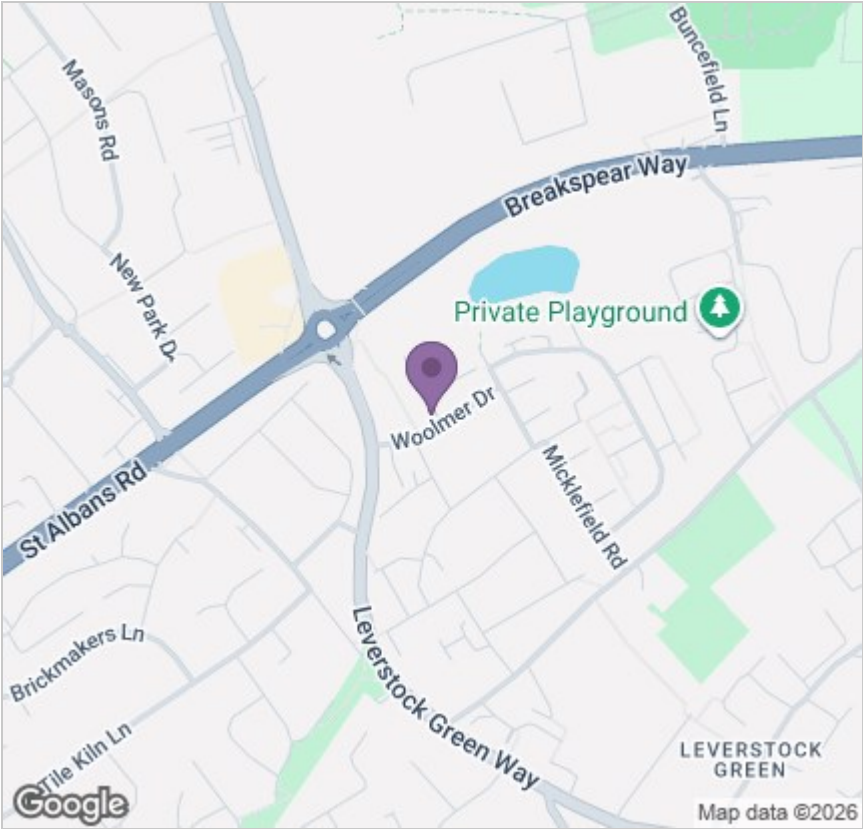 Buncefield Ln
Masons Rd
Breakspear Way
New Park Dr
Private Playground
Woolmer Dr
St Albans Rd
Micklefield Rd
Brickmakers Ln
Leverstock Green Way
Tile Kiln Ln
LEVERSTOCK
GREEN
Google
Map data ©2026